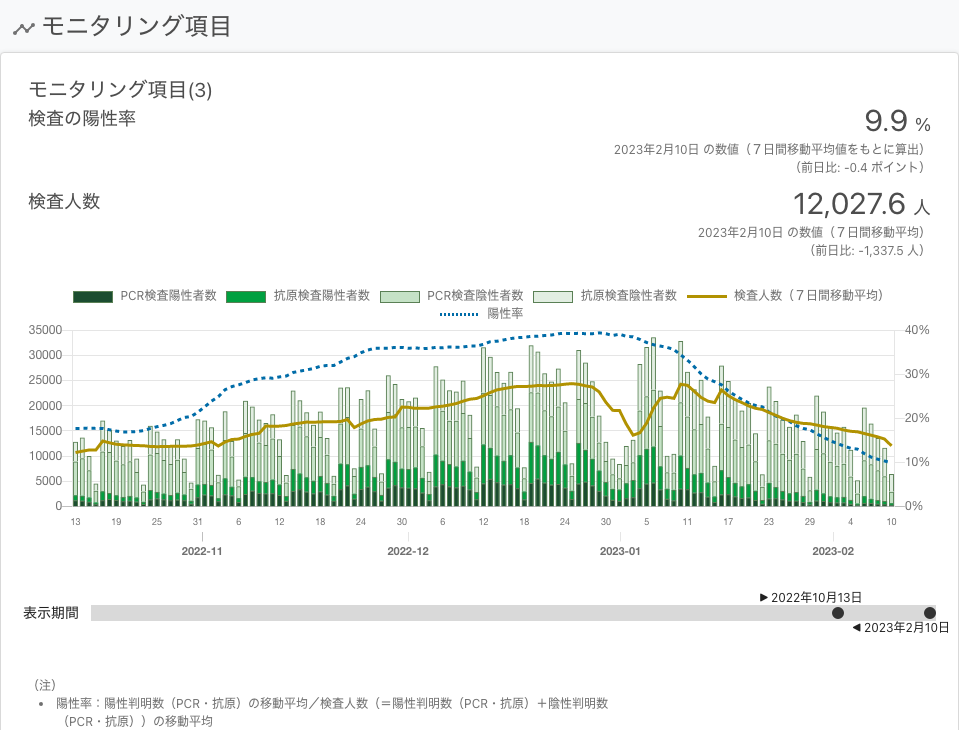 モニタリング項目
モニタリング項目(3)
検査の陽性率
9.9 %
2023年2月10日 の数値（７日間移動平均値をもとに算出）
（前日比: -0.4 ポイント）
検査人数
12,027.6 人
2023年2月10日 の数値（７日間移動平均）
（前日比: -1,337.5 人）
PCR検査陽性者数 抗原検査陽性者数 PCR検査陰性者数 抗原検査陰性者数 検査人数（７日間移動平均）
陽性率
35000 40%
30000
25000 30%
20000
15000 20%
10000 10%
5000
0 0%
13 19 25 31 6 12 18 24 30 6 12 18 24 30 5 11 17 23 29 4 10
2022-11 2022-12 2023-01 2023-02
▶ 2022年10月13日
表示期間
◀ 2023年2月10日
（注）
• 陽性率：陽性判明数（PCR・抗原）の移動平均／検査人数（＝陽性判明数（PCR・抗原）＋陰性判明数
（PCR・抗原））の移動平均